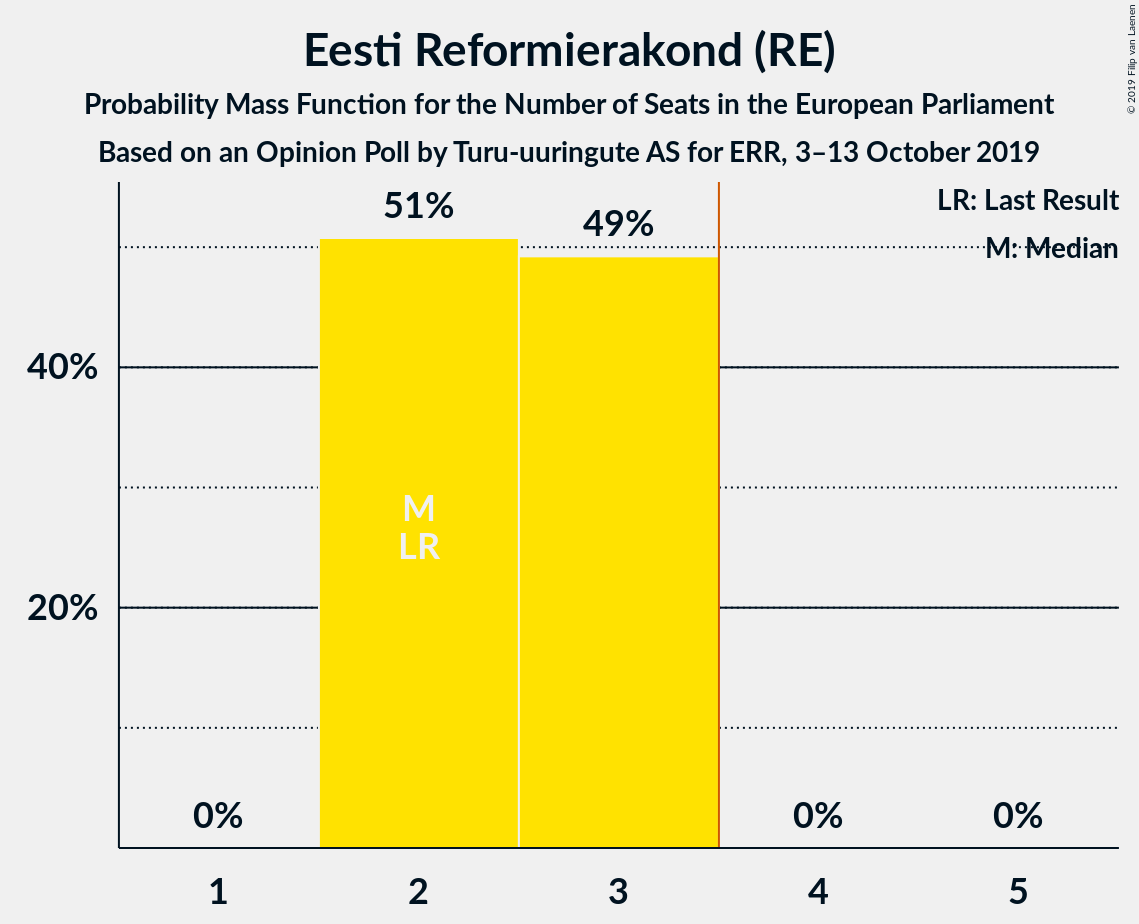 Eesti Reformierakond (RE)
Probability Mass Function for the Number of Seats in the European Parliament
Based on an Opinion Poll by Turu-uuringute AS for ERR, 3–13 October 2019
© 2019 Filip van Laenen
LR: Last Result
M: Median
51%
49%
40%
M
LR
20%
0%
0%
0%
1
2
3
4
5